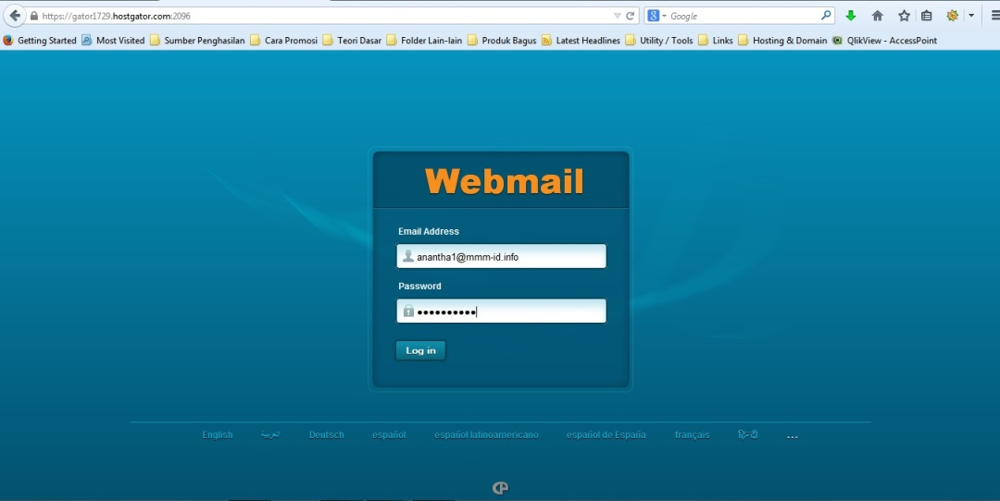 https://gator1729.hostgator.com:2096
Google
Getting Started Most Visited Sumber Penghasilan Cara Promosi Teori Dasar Folder Lain-lain Produk Bagus Latest Headlines Utility / Tools Links Hosting & Domain QlikView - AccessPoint
Webmail
Email Address
anantha1@mmm-id.info
Password
••••••••••
Log in
English العربية Deutsch español español latinoamericano español de España français हिन्दी ...